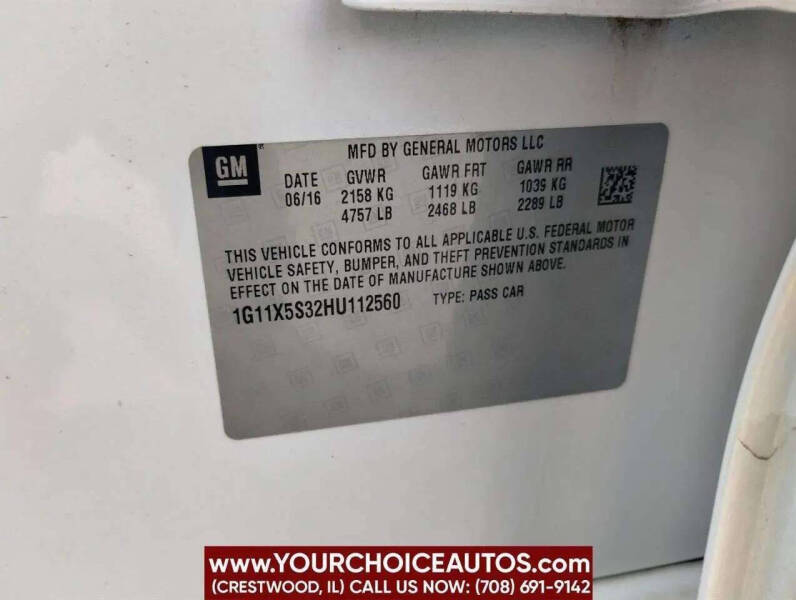 GM
MFD BY GENERAL MOTORS LLC
DATE GVWR GAWR FRT GAWR RR
06/16 2158 KG 1119 KG 1039 KG
4757 LB 2468 LB 2289 LB
THIS VEHICLE CONFORMS TO ALL APPLICABLE U.S. FEDERAL MOTOR
VEHICLE SAFETY, BUMPER, AND THEFT PREVENTION STANDARDS IN
EFFECT ON THE DATE OF MANUFACTURE SHOWN ABOVE.
1G11X5S32HU112560 TYPE: PASS CAR
www.YOURCHOICEAUTOS.com
(CRESTWOOD, IL) CALL US NOW: (708) 691-9142